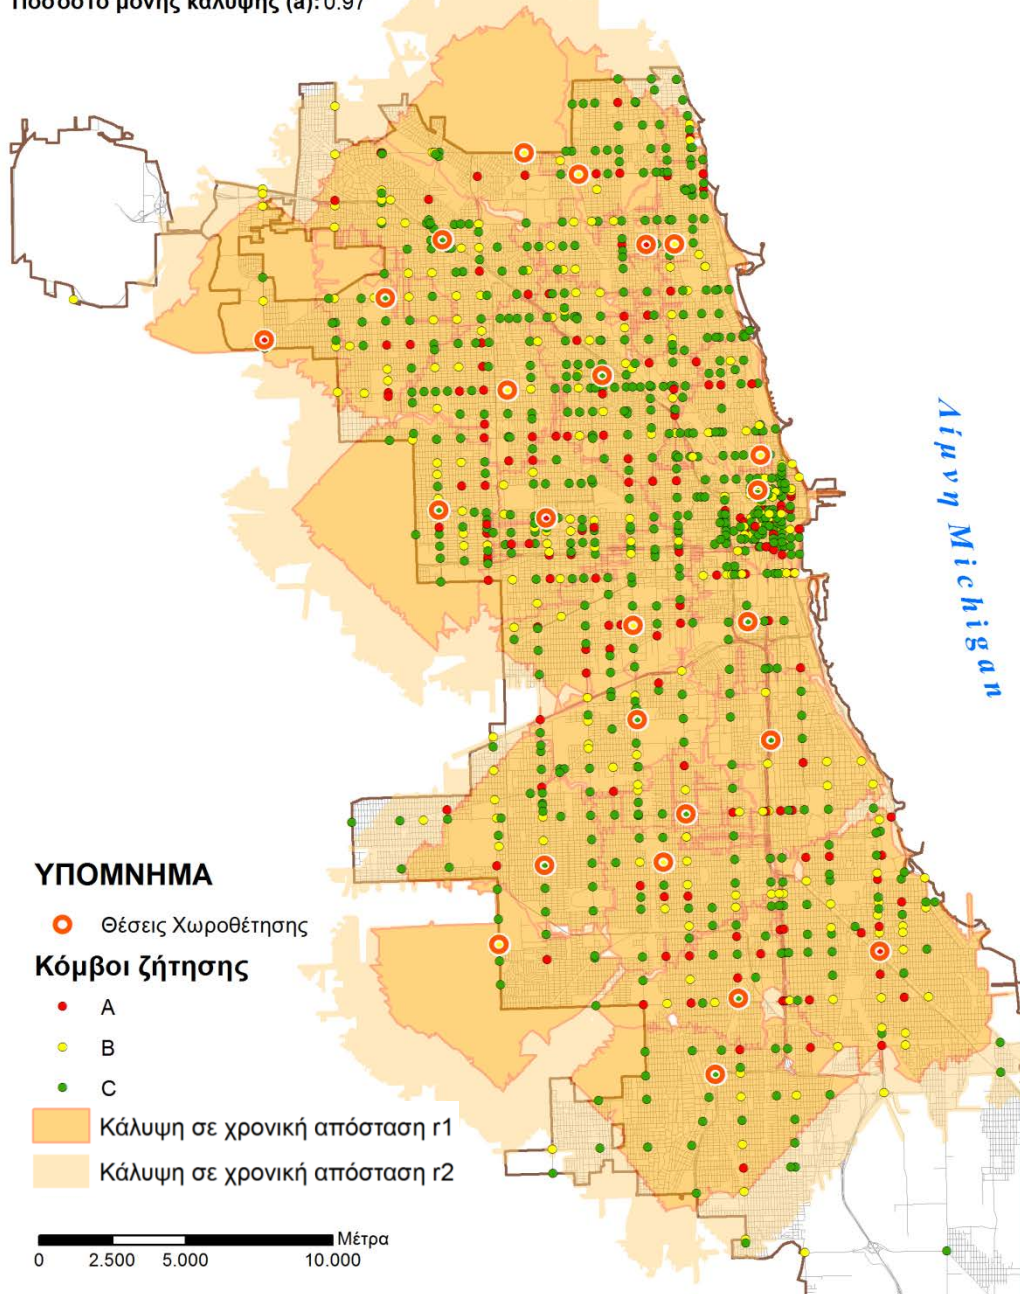 Ποσοστό μονής κάλυψης (α): 0.97
Λίμνη Michigan
ΥΠΟΜΝΗΜΑ
Θέσεις Χωροθέτησης
Κόμβοι ζήτησης
A
B
C
Κάλυψη σε χρονική απόσταση r1
Κάλυψη σε χρονική απόσταση r2
Μέτρα
0 2.500 5.000 10.000